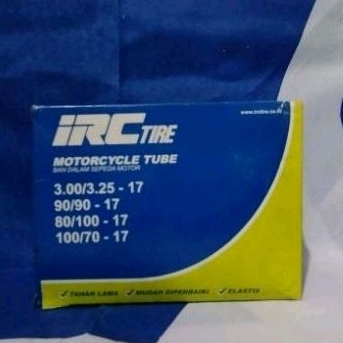 www.irctire.co.id
IRC TIRE
MOTORCYCLE TUBE
BAN DALAM SEPEDA MOTOR
3.00/3.25 - 17
90/90 - 17
80/100 - 17
100/70 - 17
✓ TAHAN LAMA ✓ MUDAH DIPERBAIKI ✓ ELASTIS